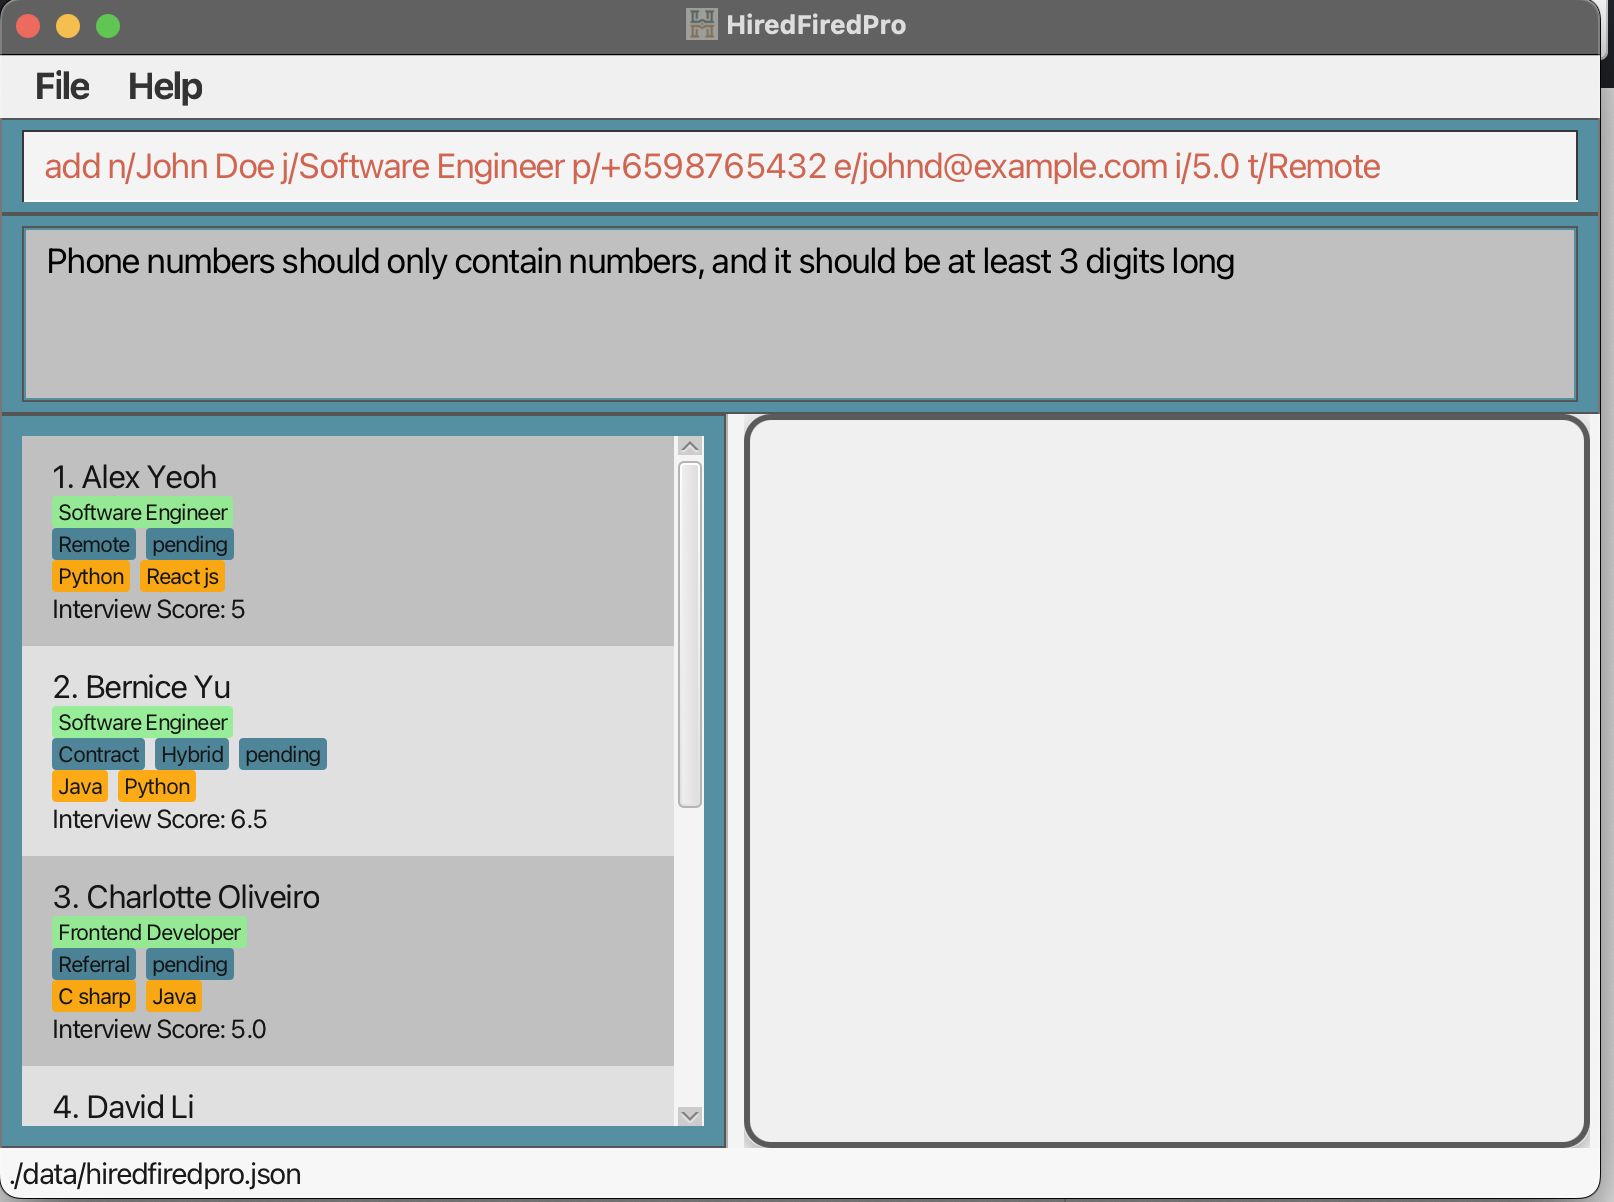 HiredFiredPro
File Help
add n/John Doe j/Software Engineer p/+6598765432 e/johnd@example.com i/5.0 t/Remote
Phone numbers should only contain numbers, and it should be at least 3 digits long
1. Alex Yeoh
Software Engineer
Remote pending
Python React js
Interview Score: 5
2. Bernice Yu
Software Engineer
Contract Hybrid pending
Java Python
Interview Score: 6.5
3. Charlotte Oliveiro
Frontend Developer
Referral pending
C sharp Java
Interview Score: 5.0
4. David Li
./data/hiredfiredpro.json